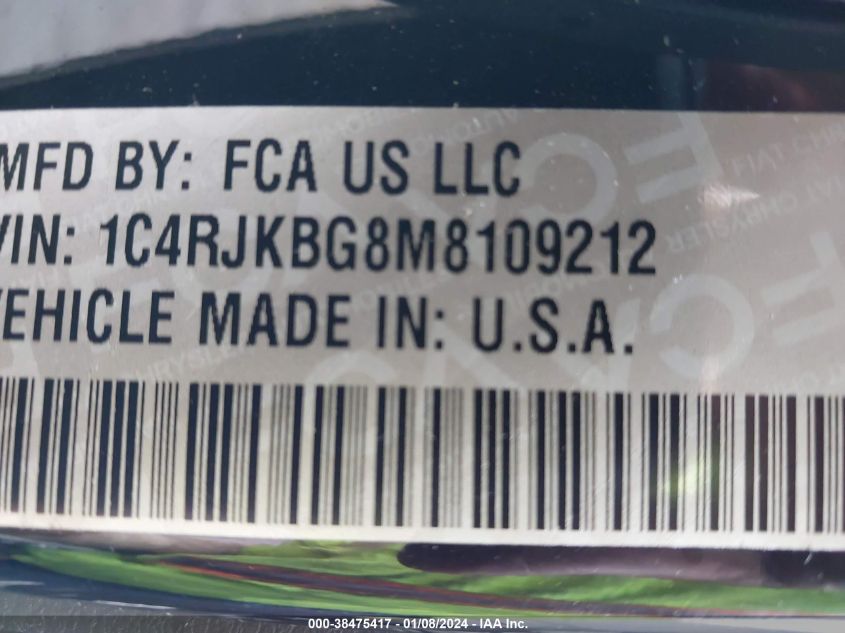 MFD BY: FCA US LLC
VIN: 1C4RJKBG8M8109212
VEHICLE MADE IN: U.S.A.
000-38475417 - 01/08/2024 - IAA Inc.